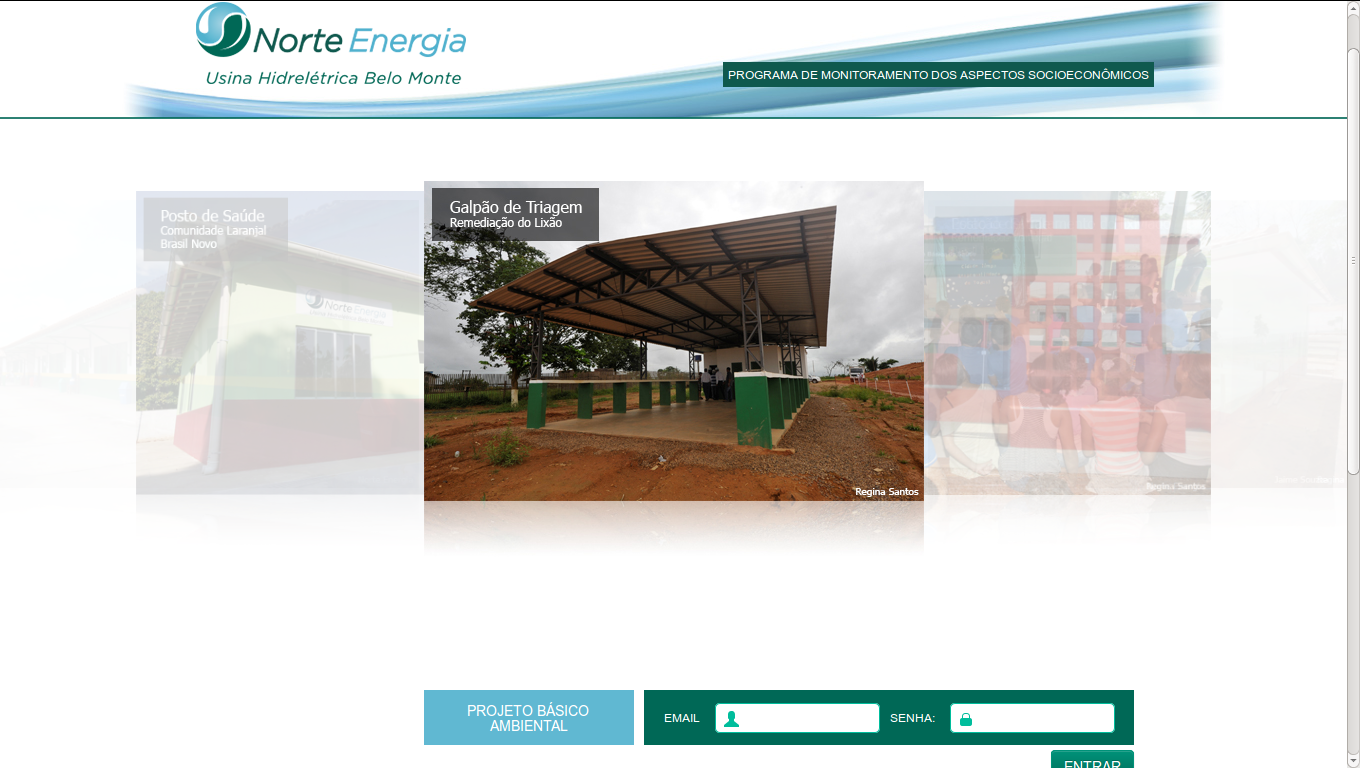 Norte Energia
Usina Hidrelétrica Belo Monte
PROGRAMA DE MONITORAMENTO DOS ASPECTOS SOCIOECONÔMICOS
Posto de Saúde
Comunidade Laranjal
Brasil Novo
Norte Energia
Galpão de Triagem
Remediação do Lixão
Regina Santos
Regina Santos
PROJETO BÁSICO
AMBIENTAL
EMAIL
SENHA:
ENTRAR